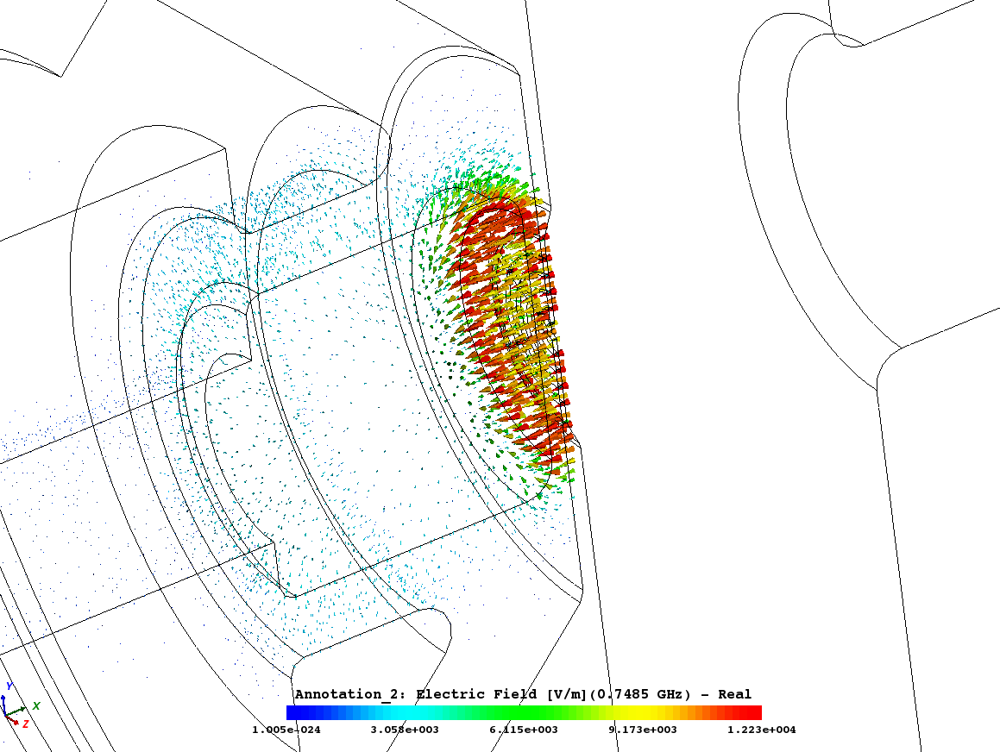 Y
X
Z
Annotation_2: Electric Field [V/m](0.7485 GHz) - Real
1.005e-024 3.058e+003 6.115e+003 9.173e+003 1.223e+004